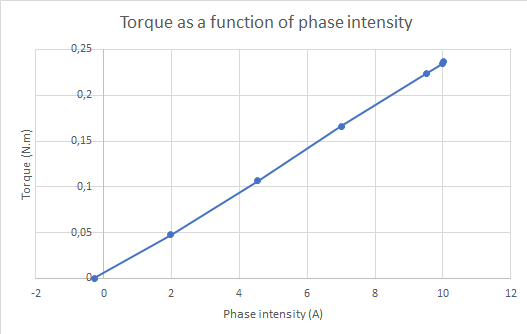 Torque as a function of phase intensity
0,25
0,2
0,15
0,1
0,05
0
Torque (N.m)
-2 0 2 4 6 8 10 12
Phase intensity (A)